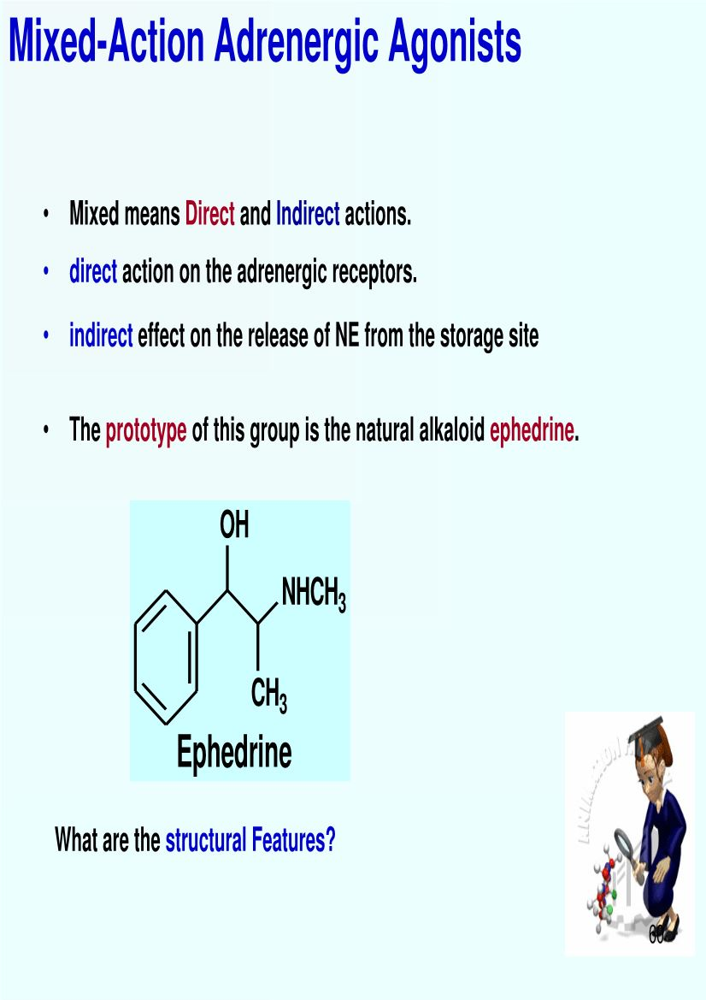 Mixed-Action Adrenergic Agonists
• Mixed means Direct and Indirect actions.
• direct action on the adrenergic receptors.
• indirect effect on the release of NE from the storage site
• The prototype of this group is the natural alkaloid ephedrine.
OH
NHCH3
CH3
Ephedrine
What are the structural Features?